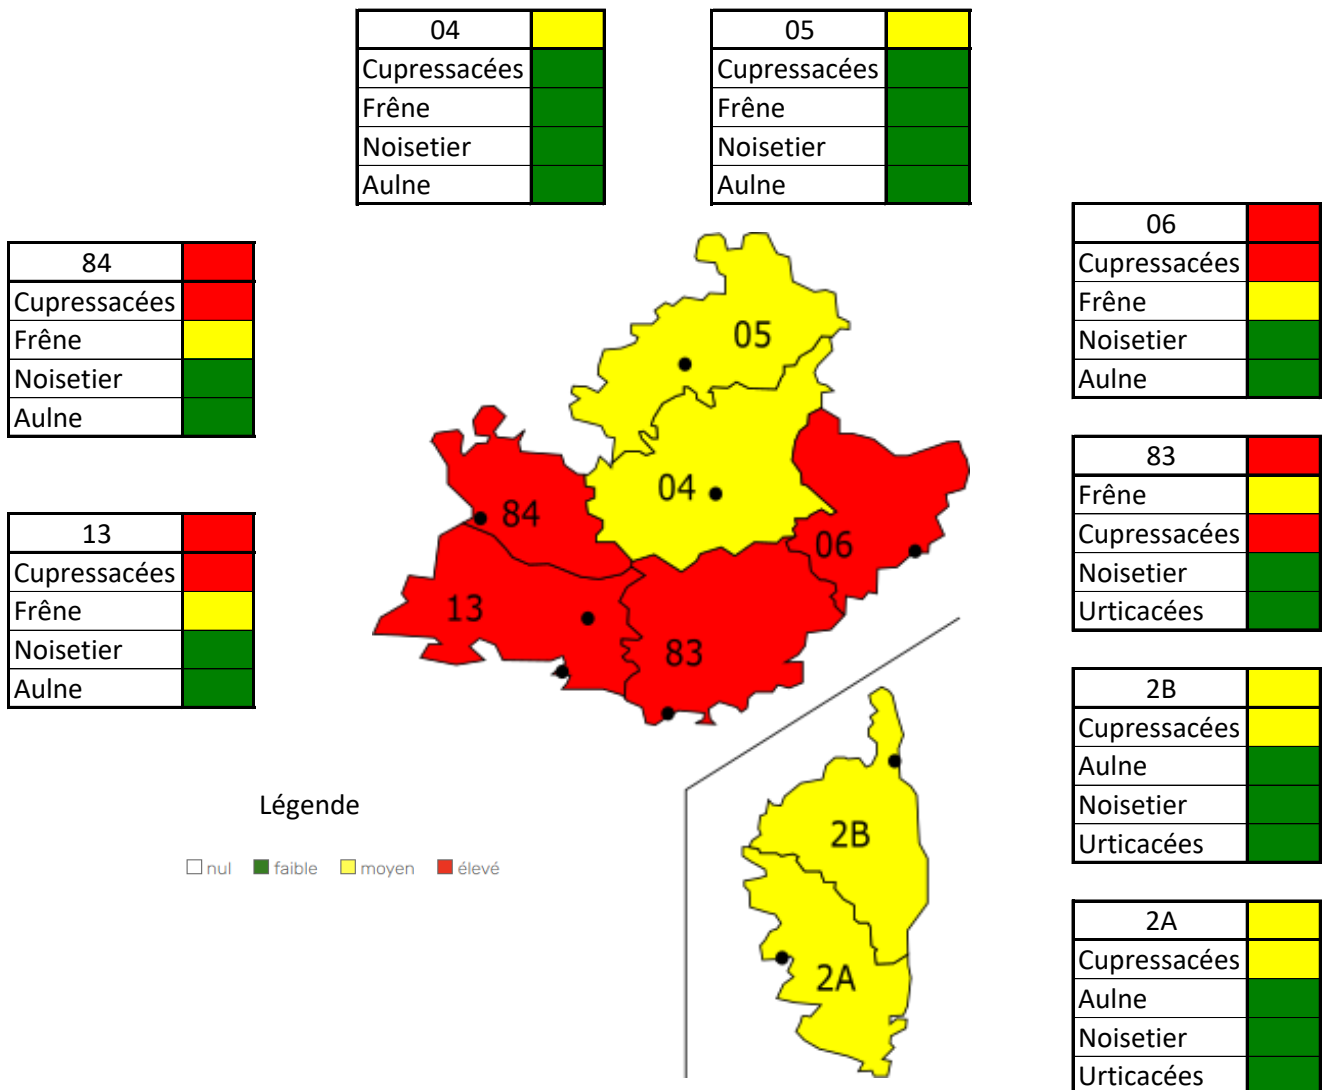 04
Cupressacées
Frêne
Noisetier
Aulne
05
Cupressacées
Frêne
Noisetier
Aulne
84
Cupressacées
Frêne
Noisetier
Aulne
13
Cupressacées
Frêne
Noisetier
Aulne
05
04
84
06
13
83
2B
2A
06
Cupressacées
Frêne
Noisetier
Aulne
83
Frêne
Cupressacées
Noisetier
Urticacées
2B
Cupressacées
Aulne
Noisetier
Urticacées
2A
Cupressacées
Aulne
Noisetier
Urticacées
Légende
nul faible moyen élevé